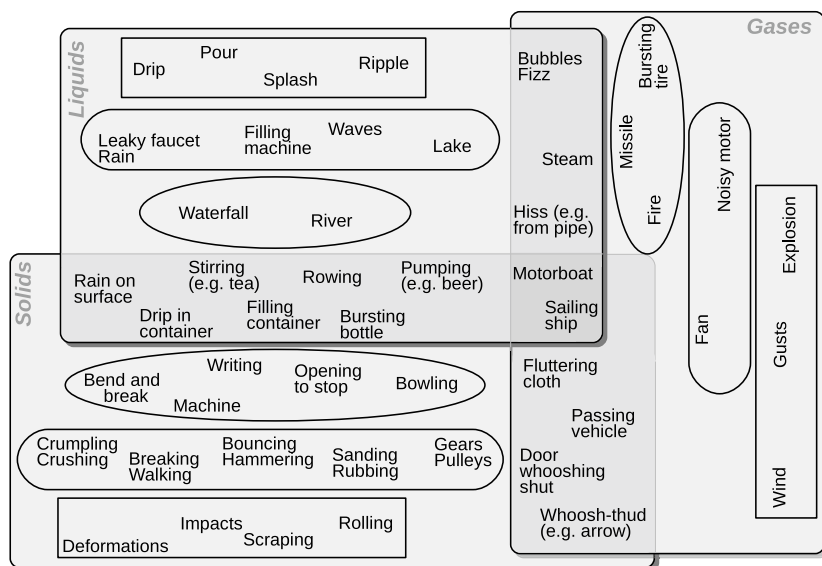 Gases
Liquids
Drip
Pour
Splash
Ripple
Leaky faucet
Rain
Filling
machine
Waves
Lake
Waterfall
River
Bubbles
Fizz
Steam
Hiss (e.g.
from pipe)
Bursting
tire
Missile
Fire
Noisy motor
Fan
Explosion
Gusts
Wind
Solids
Rain on
surface
Stirring
(e.g. tea)
Rowing
Pumping
(e.g. beer)
Drip in
container
Filling
container
Bursting
bottle
Motorboat
Sailing
ship
Bend and
break
Writing
Machine
Opening
to stop
Bowling
Crumpling
Crushing
Breaking
Walking
Bouncing
Hammering
Sanding
Rubbing
Gears
Pulleys
Deformations
Impacts
Scraping
Rolling
Fluttering
cloth
Passing
vehicle
Door
whooshing
shut
Whoosh-thud
(e.g. arrow)